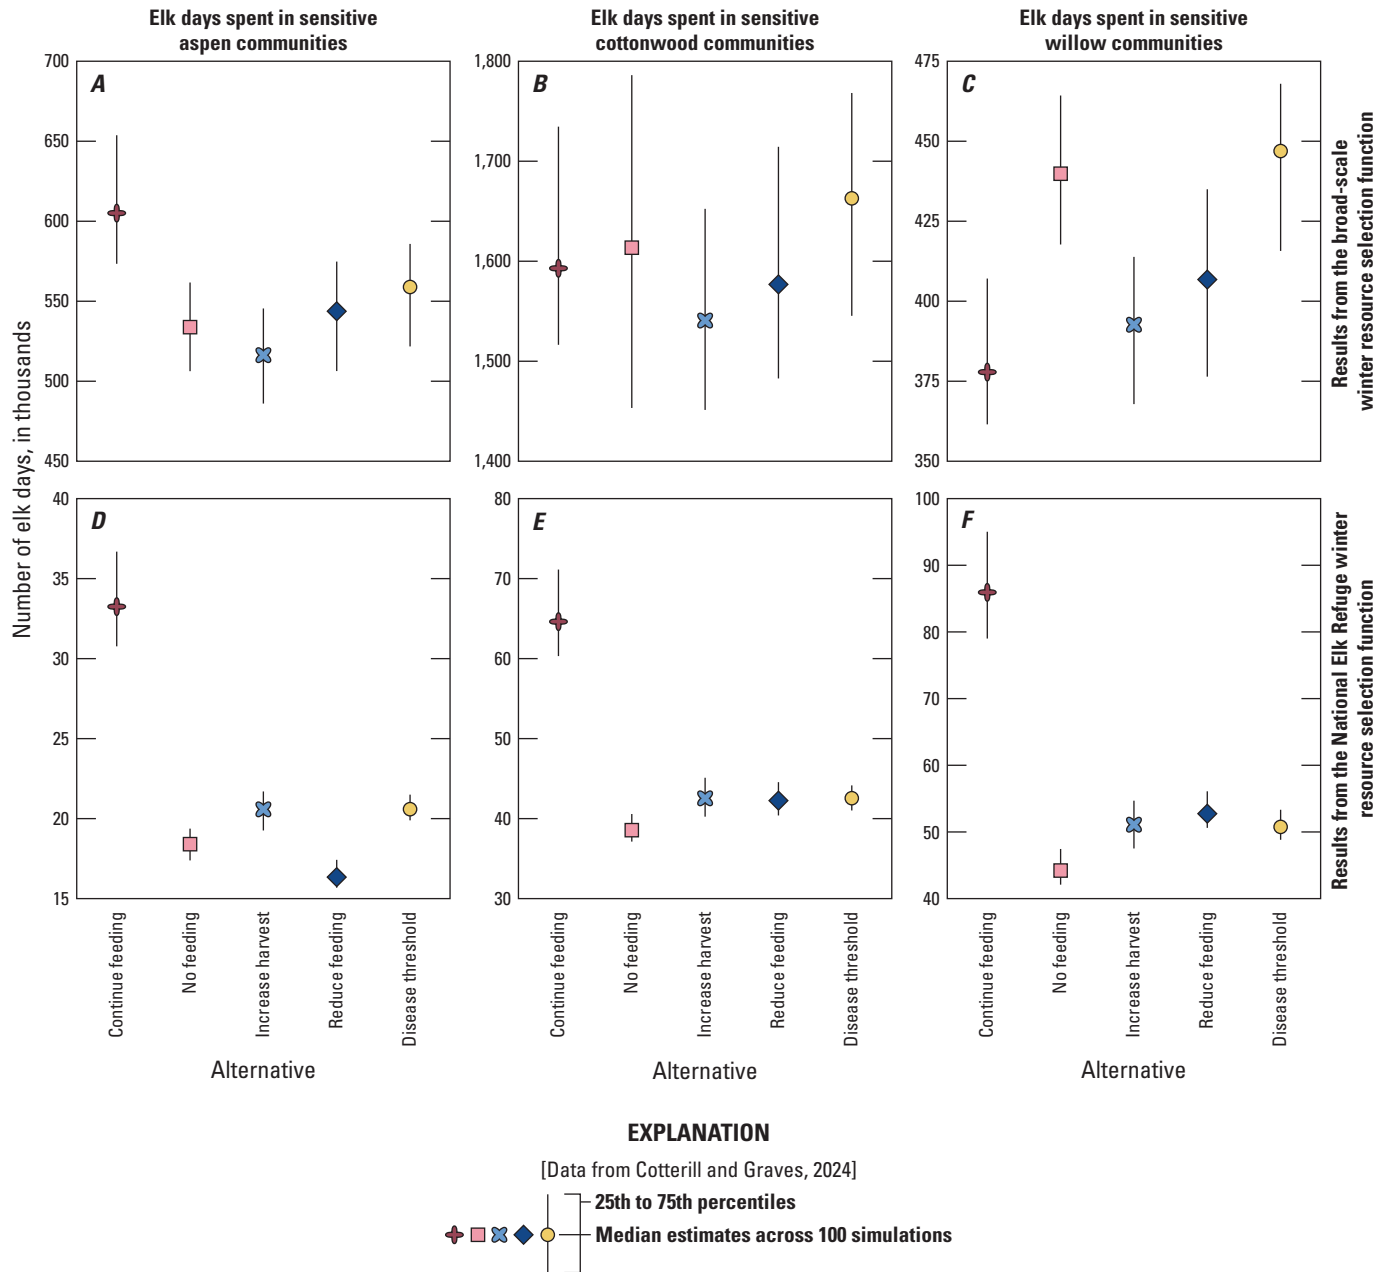 Elk days spent in sensitive
aspen communities
Elk days spent in sensitive
cottonwood communities
Elk days spent in sensitive
willow communities
Number of elk days, in thousands
A
700
650
600
550
500
450
B
1,800
1,700
1,600
1,500
1,400
C
475
450
425
400
375
350
Results from the broad-scale
winter resource selection function
D
40
35
30
25
20
15
E
80
70
60
50
40
30
F
100
90
80
70
60
50
40
Results from the National Elk Refuge winter
resource selection function
Continue feeding
No feeding
Increase harvest
Reduce feeding
Disease threshold
Continue feeding
No feeding
Increase harvest
Reduce feeding
Disease threshold
Continue feeding
No feeding
Increase harvest
Reduce feeding
Disease threshold
Alternative
Alternative
Alternative
EXPLANATION
[Data from Cotterill and Graves, 2024]
25th to 75th percentiles
Median estimates across 100 simulations